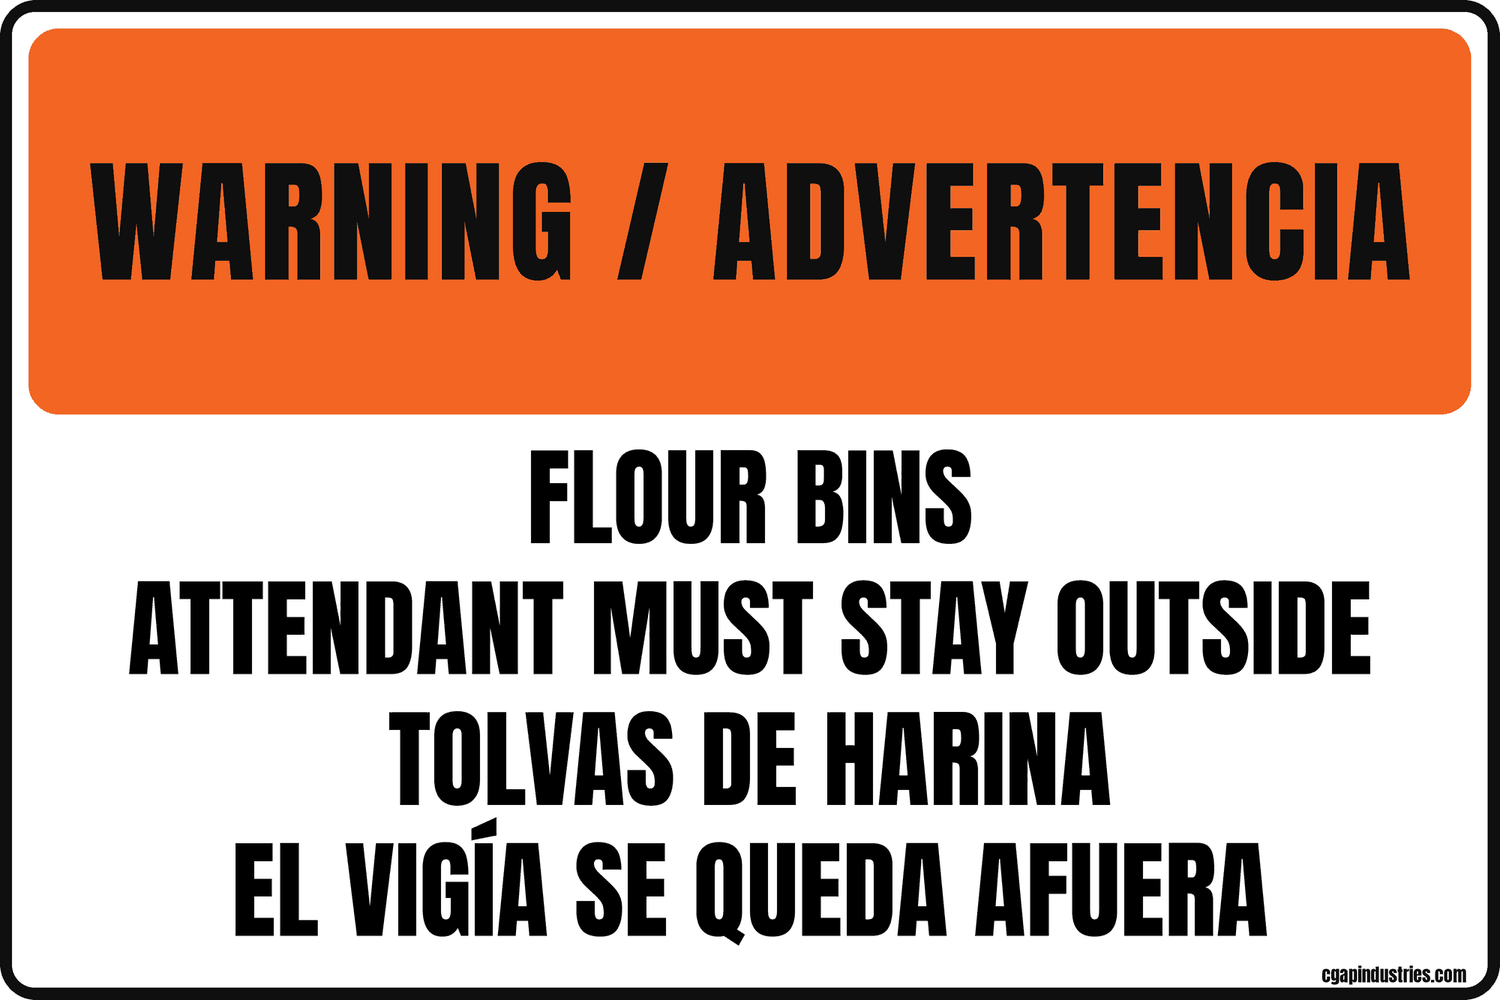 WARNING / ADVERTENCIA
FLOUR BINS
ATTENDANT MUST STAY OUTSIDE
TOLVAS DE HARINA
EL VIGÍA SE QUEDA AFUERA
cgapindustries.com